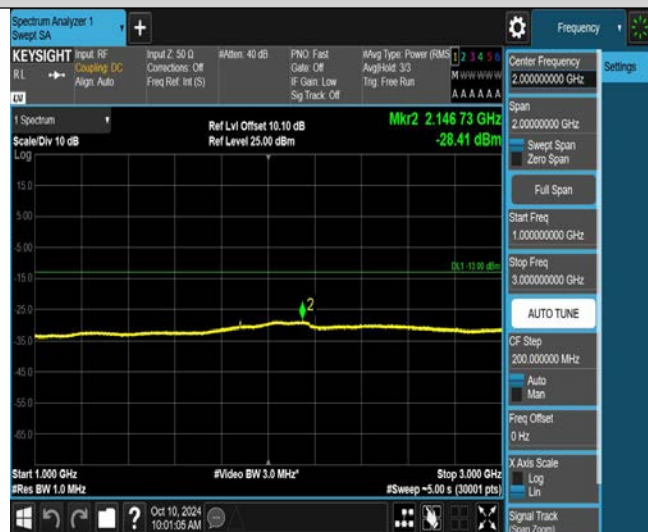 Spectrum Analyzer 1
Swept SA
Frequency
KEYSIGHT
RL
LXI
Input: RF
Coupling: DC
Align: Auto
Input Z: 50 Ω
Corrections: Off
Freq Ref: Int (S)
#Atten: 40 dB
PNO: Fast
Gate: Off
IF Gain: Low
Sig Track: Off
#Avg Type: Power (RMS
Avg|Hold: 3/3
Trig: Free Run
1 2 3 4 5 6
M W W W W W
A A A A A A
Center Frequency
2.000000000 GHz
Settings
Span
2.00000000 GHz
Swept Span
Zero Span
Full Span
Start Freq
1.000000000 GHz
Stop Freq
3.000000000 GHz
AUTO TUNE
CF Step
200.000000 MHz
Auto
Man
Freq Offset
0 Hz
X Axis Scale
Log
Lin
Signal Track
(Span Zoom)
1 Spectrum
Scale/Div 10 dB
Ref Lvl Offset 10.10 dB
Ref Level 25.00 dBm
Mkr2 2.146 73 GHz
-28.41 dBm
Log
15.0
5.00
-5.00
DL1 -13.00 dBm
-15.0
2
-25.0
-35.0
-45.0
-55.0
-65.0
Start 1.000 GHz
#Res BW 1.0 MHz
#Video BW 3.0 MHz*
Stop 3.000 GHz
#Sweep ~5.00 s (30001 pts)
?
Oct 10, 2024
10:01:05 AM